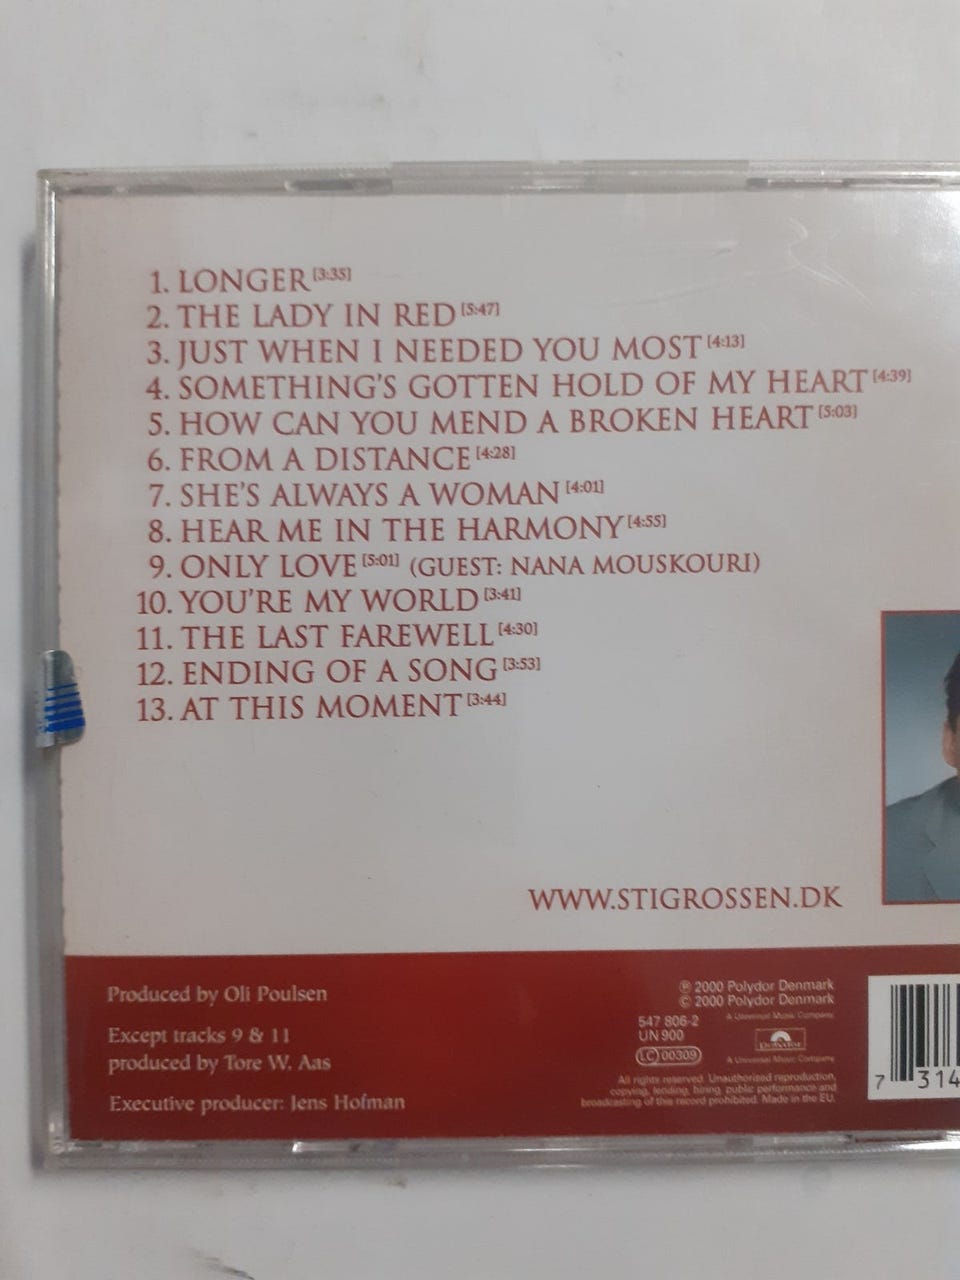 1. LONGER [3:35]
2. THE LADY IN RED [5:47]
3. JUST WHEN I NEEDED YOU MOST [4:13]
4. SOMETHING'S GOTTEN HOLD OF MY HEART [4:39]
5. HOW CAN YOU MEND A BROKEN HEART [5:03]
6. FROM A DISTANCE [4:28]
7. SHE'S ALWAYS A WOMAN [4:01]
8. HEAR ME IN THE HARMONY [4:55]
9. ONLY LOVE [5:01] (GUEST: NANA MOUSKOURI)
10. YOU'RE MY WORLD [3:41]
11. THE LAST FAREWELL [4:30]
12. ENDING OF A SONG [3:53]
13. AT THIS MOMENT [3:44]
WWW.STIGROSSEN.DK
Produced by Oli Poulsen
Except tracks 9 & 11
produced by Tore W. Aas
Executive producer: Jens Hofman
℗ 2000 Polydor Denmark
© 2000 Polydor Denmark
A Universal Music Company
547 806-2
UN 900
LC 00309
polydor
A Universal Music Company
All rights reserved. Unauthorised reproduction,
copying, lending, hiring, public performance and
broadcasting of this record prohibited. Made in the EU.
7 314